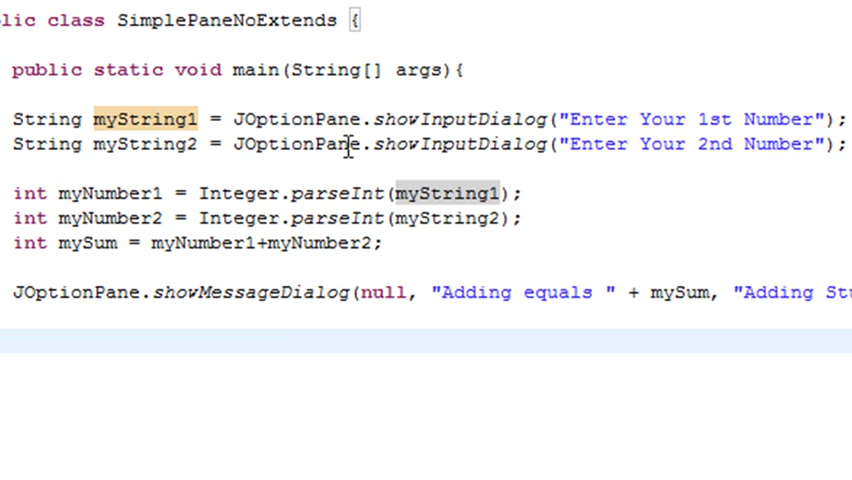 lic class SimplePaneNoExtends {
public static void main(String[] args){
String myString1 = JOptionPane.showInputDialog("Enter Your 1st Number");
String myString2 = JOptionPane.showInputDialog("Enter Your 2nd Number");
int myNumber1 = Integer.parseInt(myString1);
int myNumber2 = Integer.parseInt(myString2);
int mySum = myNumber1+myNumber2;
JOptionPane.showMessageDialog(null, "Adding equals " + mySum, "Adding Stu